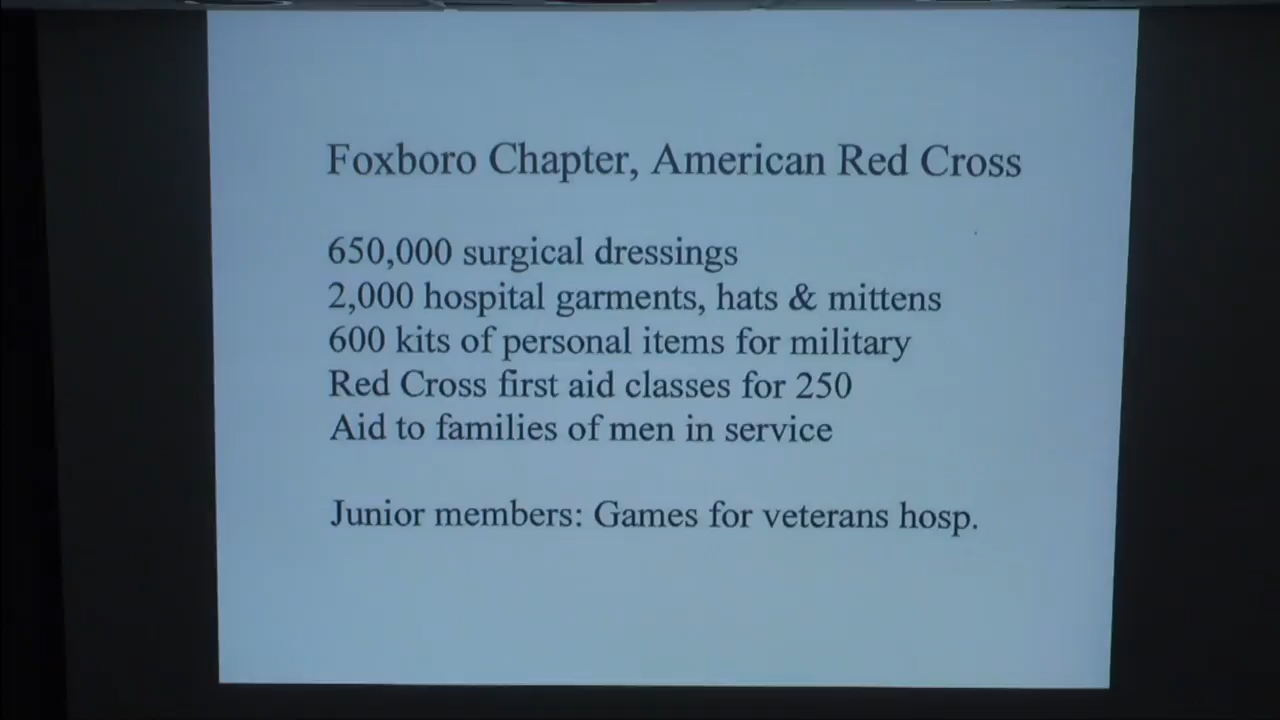 Foxboro Chapter, American Red Cross
650,000 surgical dressings
2,000 hospital garments, hats & mittens
600 kits of personal items for military
Red Cross first aid classes for 250
Aid to families of men in service
Junior members: Games for veterans hosp.